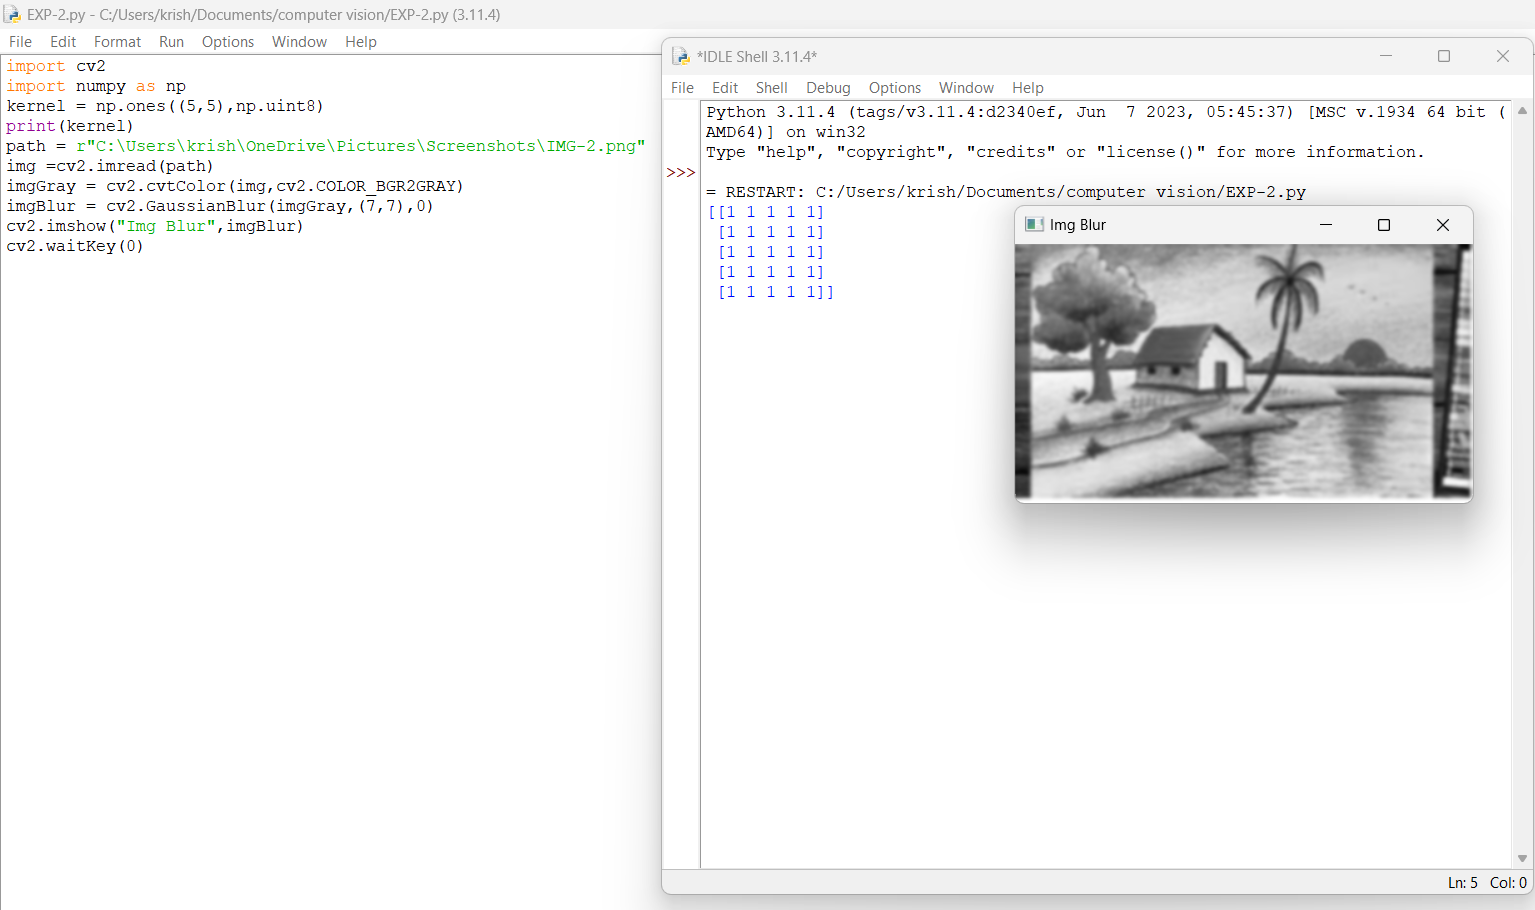 EXP-2.py - C:/Users/krish/Documents/computer vision/EXP-2.py (3.11.4)
File Edit Format Run Options Window Help
import cv2
import numpy as np
kernel = np.ones((5,5),np.uint8)
print(kernel)
path = r"C:\Users\krish\OneDrive\Pictures\Screenshots\IMG-2.png"
img =cv2.imread(path)
imgGray = cv2.cvtColor(img,cv2.COLOR_BGR2GRAY)
imgBlur = cv2.GaussianBlur(imgGray,(7,7),0)
cv2.imshow("Img Blur",imgBlur)
cv2.waitKey(0)
*IDLE Shell 3.11.4*
File Edit Shell Debug Options Window Help
Python 3.11.4 (tags/v3.11.4:d2340ef, Jun  7 2023, 05:45:37) [MSC v.1934 64 bit (
AMD64)] on win32
Type "help", "copyright", "credits" or "license()" for more information.
>>>
= RESTART: C:/Users/krish/Documents/computer vision/EXP-2.py
[[1 1 1 1 1]
 [1 1 1 1 1]
 [1 1 1 1 1]
 [1 1 1 1 1]
 [1 1 1 1 1]]
Img Blur
Ln: 5 Col: 0